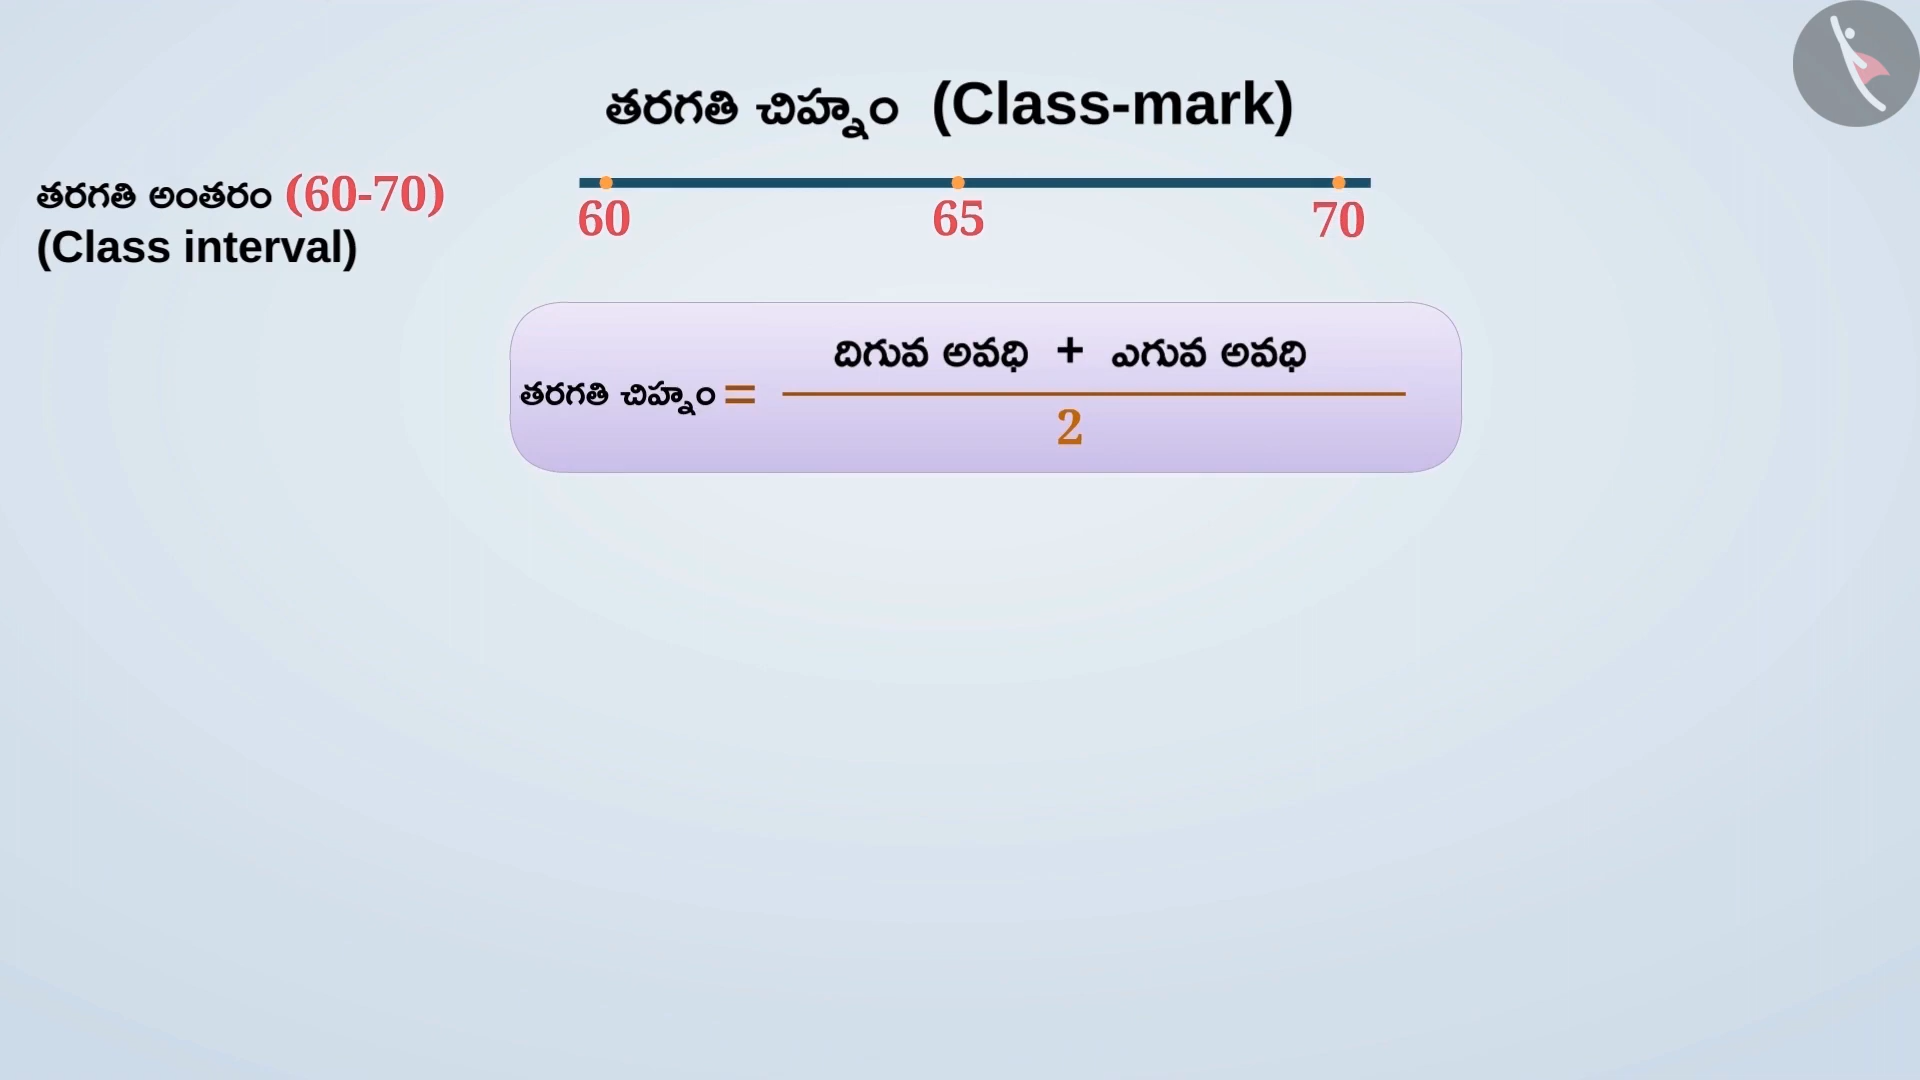 తరగతి చిహ్నం (Class-mark)
తరగతి అంతరం (60-70)
(Class interval)
60 65 70
దిగువ అవధి + ఎగువ అవధి
తరగతి చిహ్నం =
2